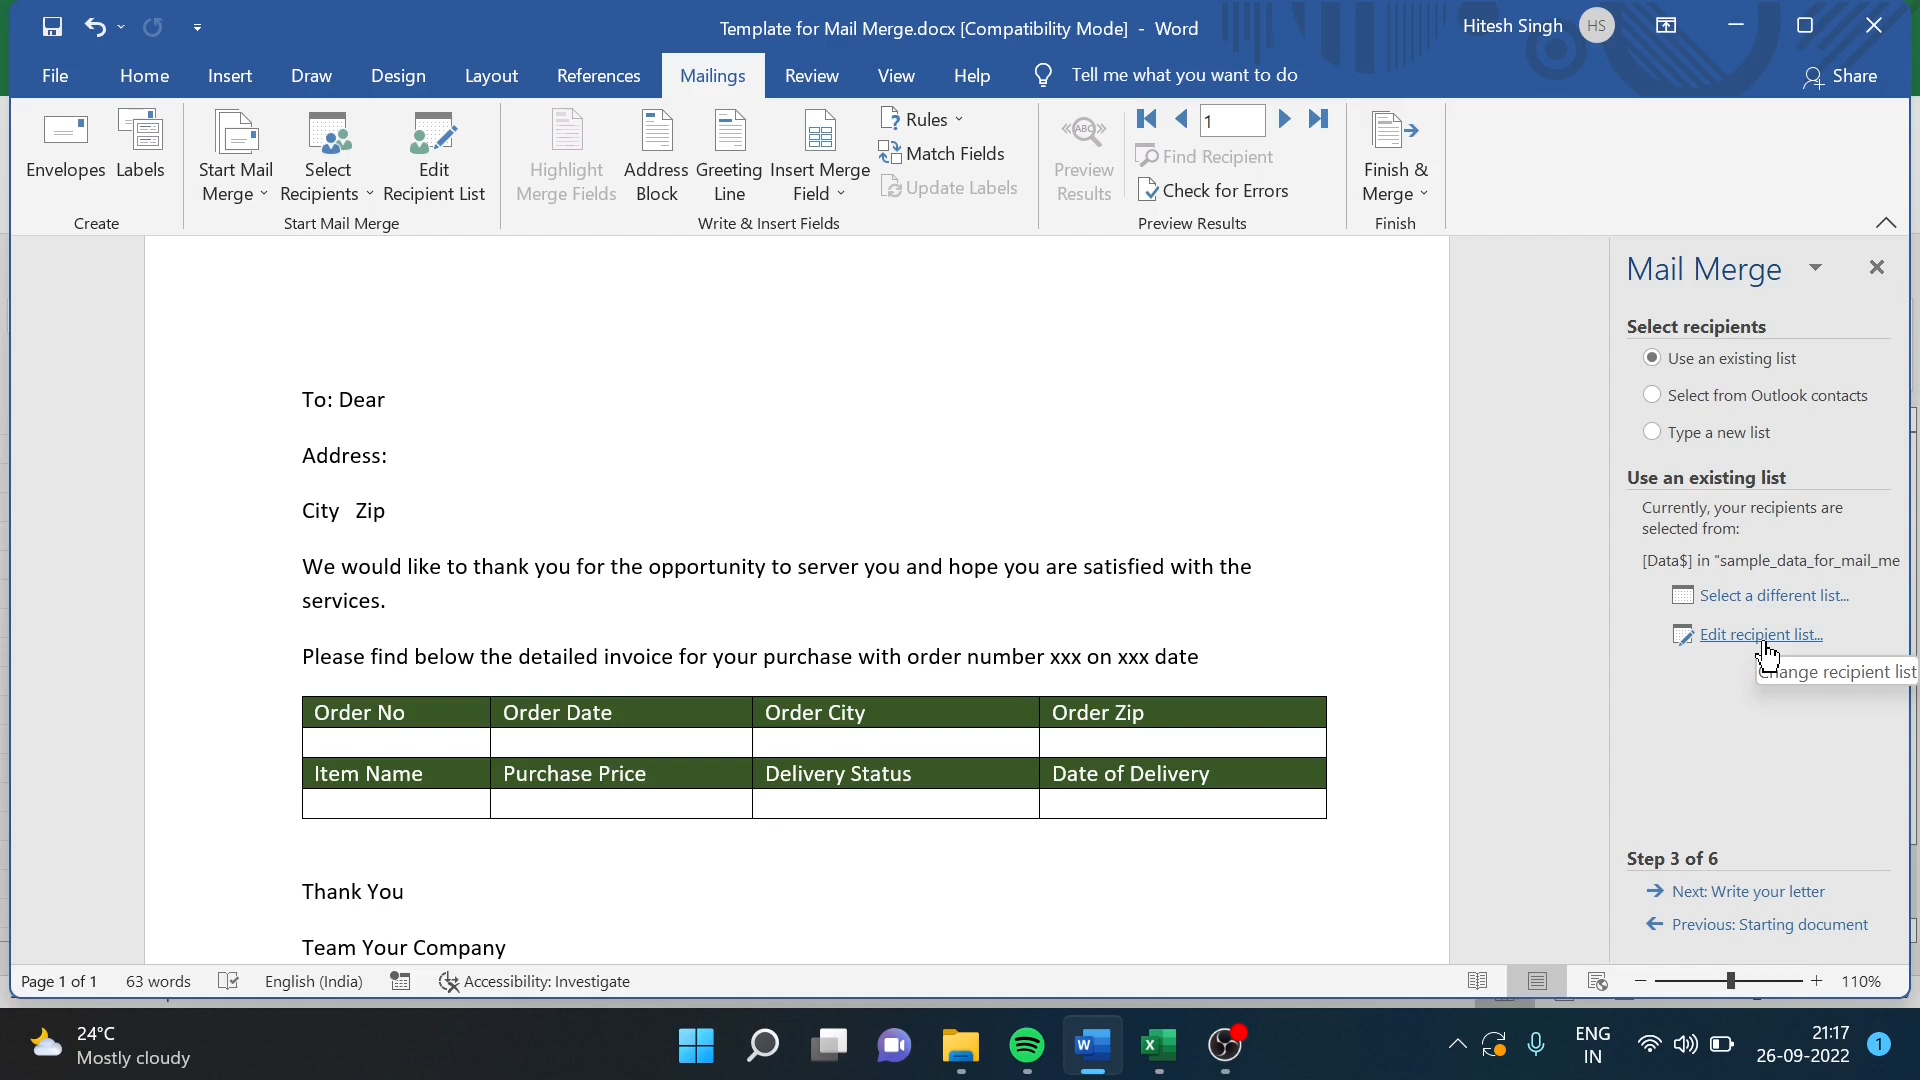 Template for Mail Merge.docx [Compatibility Mode] - Word
Hitesh Singh
HS
File
Home
Insert
Draw
Design
Layout
References
Mailings
Review
View
Help
Tell me what you want to do
Share
Envelopes
Labels
Create
Start Mail
Merge
Select
Recipients
Edit
Recipient List
Start Mail Merge
Highlight
Merge Fields
Address
Block
Greeting
Line
Insert Merge
Field
Rules
Match Fields
Update Labels
Write & Insert Fields
ABC
Preview
Results
1
Find Recipient
Check for Errors
Preview Results
Finish &
Merge
Finish
To: Dear
Address:
City Zip
We would like to thank you for the opportunity to server you and hope you are satisfied with the
services.
Please find below the detailed invoice for your purchase with order number xxx on xxx date
Order No Order Date Order City Order Zip
Item Name Purchase Price Delivery Status Date of Delivery
Thank You
Team Your Company
Mail Merge
Select recipients
Use an existing list
Select from Outlook contacts
Type a new list
Use an existing list
Currently, your recipients are
selected from:
[Data$] in "sample_data_for_mail_me
Select a different list...
Edit recipient list...
Change recipient list
Step 3 of 6
Next: Write your letter
Previous: Starting document
Page 1 of 1
63 words
English (India)
Accessibility: Investigate
110%
24°C
Mostly cloudy
ENG
IN
21:17
26-09-2022
1